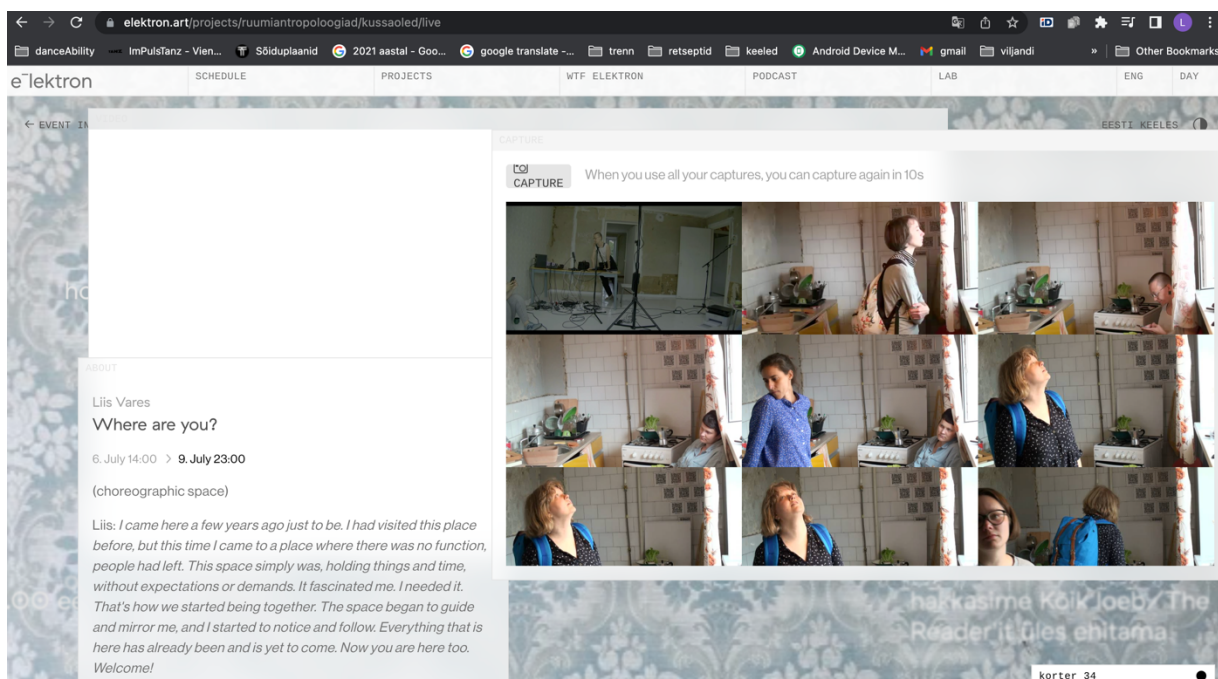 elektron.art/projects/ruumiantropoloogiad/kussaoled/live
L
danceAbility
ImPulsTanz - Vien...
Sõiduplaanid
2021 aastal - Goo...
google translate -...
trenn
retseptid
keeled
Android Device M...
gmail
viljandi
»
Other Bookmarks
e‾lektron
SCHEDULE
PROJECTS
WTF ELEKTRON
PODCAST
LAB
ENG
DAY
← EVENT IN
EESTI KEELES
CAPTURE
CAPTURE
When you use all your captures, you can capture again in 10s
ABOUT
Liis Vares
Where are you?
6. July 14:00 > 9. July 23:00
(choreographic space)
Liis: I came here a few years ago just to be. I had visited this place
before, but this time I came to a place where there was no function,
people had left. This space simply was, holding things and time,
without expectations or demands. It fascinated me. I needed it.
That's how we started being together. The space began to guide
and mirror me, and I started to notice and follow. Everything that is
here has already been and is yet to come. Now you are here too.
Welcome!
hakkasime Kõik loeb/ The
Reader it üles ehitama
korter 34